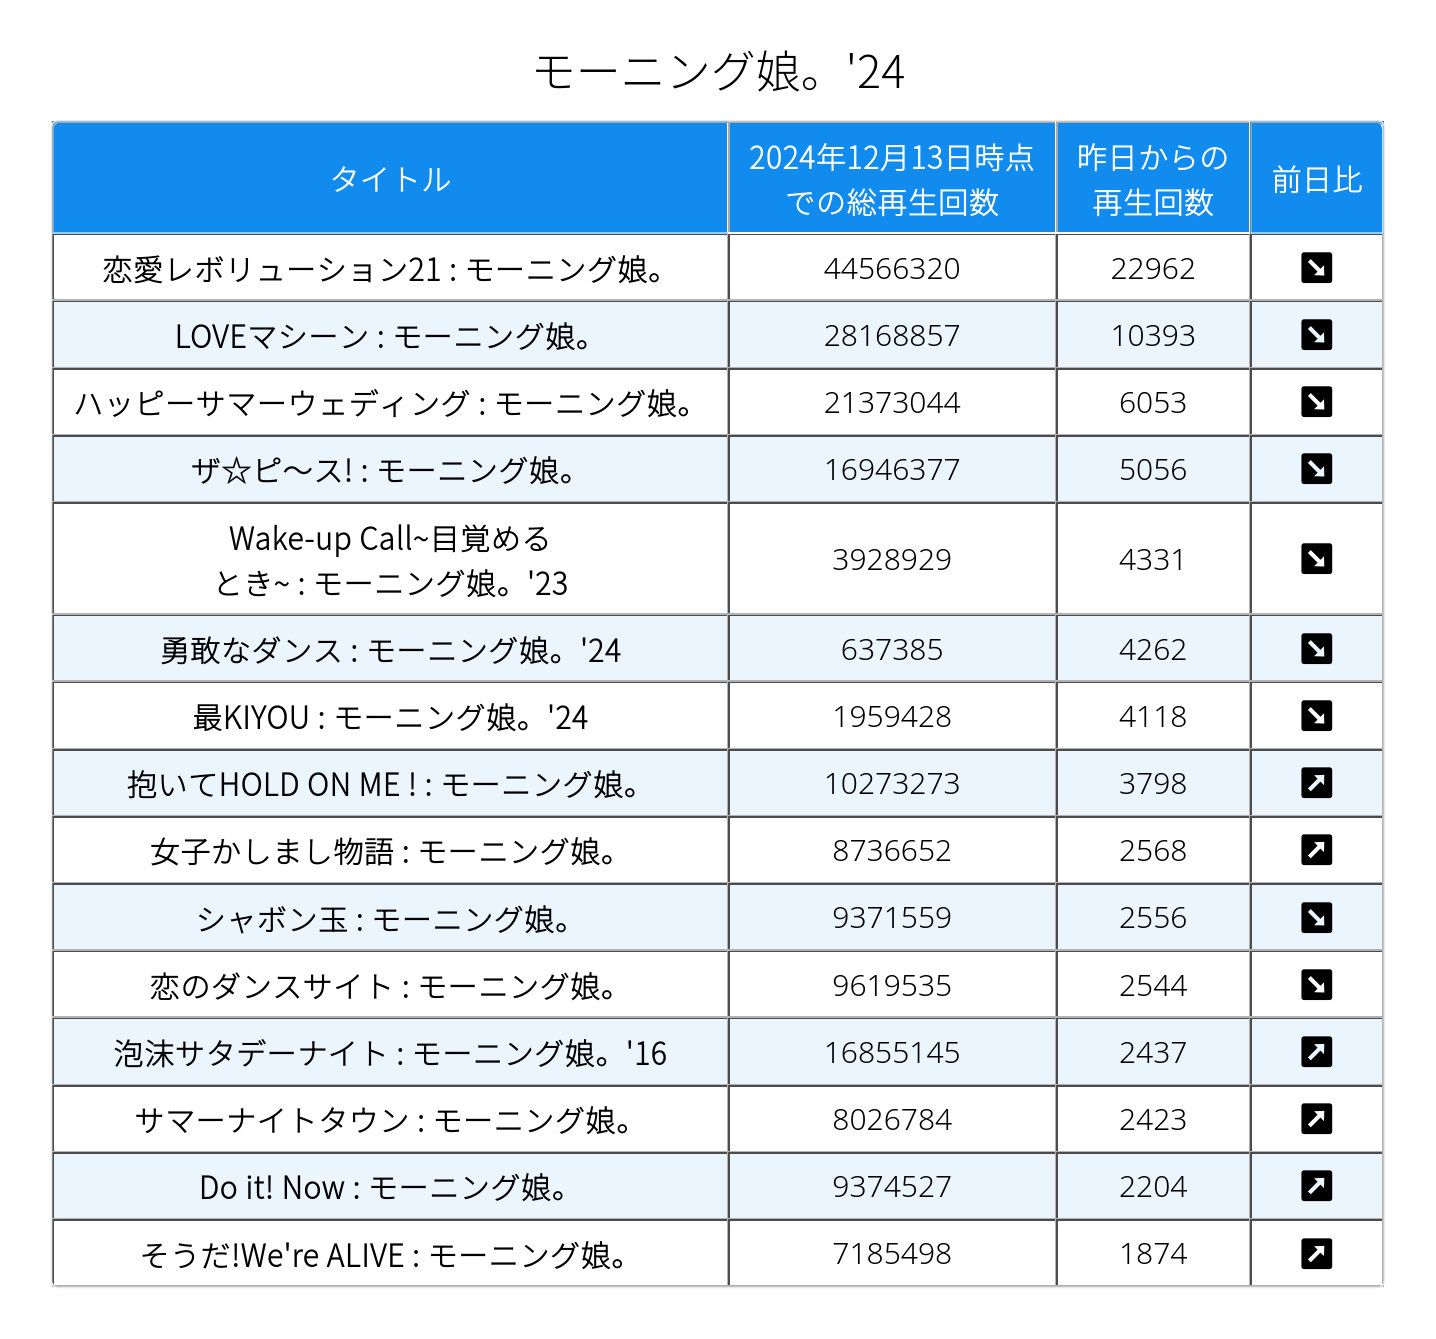 モーニング娘。'24
タイトル
2024年12月13日時点
での総再生回数
昨日からの
再生回数
前日比
恋愛レボリューション21 : モーニング娘。 44566320 22962 ↘
LOVEマシーン : モーニング娘。 28168857 10393 ↘
ハッピーサマーウェディング : モーニング娘。 21373044 6053 ↘
ザ☆ピ〜ス! : モーニング娘。 16946377 5056 ↘
Wake-up Call~目覚める
とき~ : モーニング娘。'23 3928929 4331 ↘
勇敢なダンス : モーニング娘。'24 637385 4262 ↘
最KIYOU : モーニング娘。'24 1959428 4118 ↘
抱いてHOLD ON ME ! : モーニング娘。 10273273 3798 ↗
女子かしまし物語 : モーニング娘。 8736652 2568 ↗
シャボン玉 : モーニング娘。 9371559 2556 ↘
恋のダンスサイト : モーニング娘。 9619535 2544 ↘
泡沫サタデーナイト : モーニング娘。'16 16855145 2437 ↗
サマーナイトタウン : モーニング娘。 8026784 2423 ↗
Do it! Now : モーニング娘。 9374527 2204 ↗
そうだ!We're ALIVE : モーニング娘。 7185498 1874 ↗